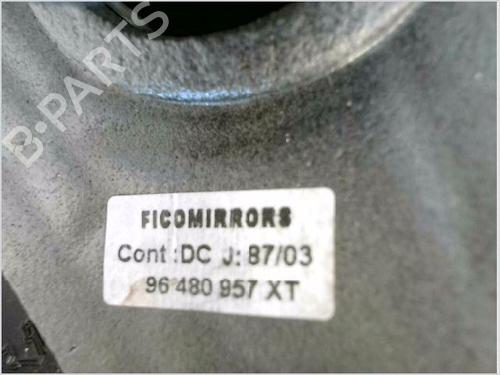 B-PARTS
FICOMIRRORS
Cont :DC J: 87/03
96 480 957 XT